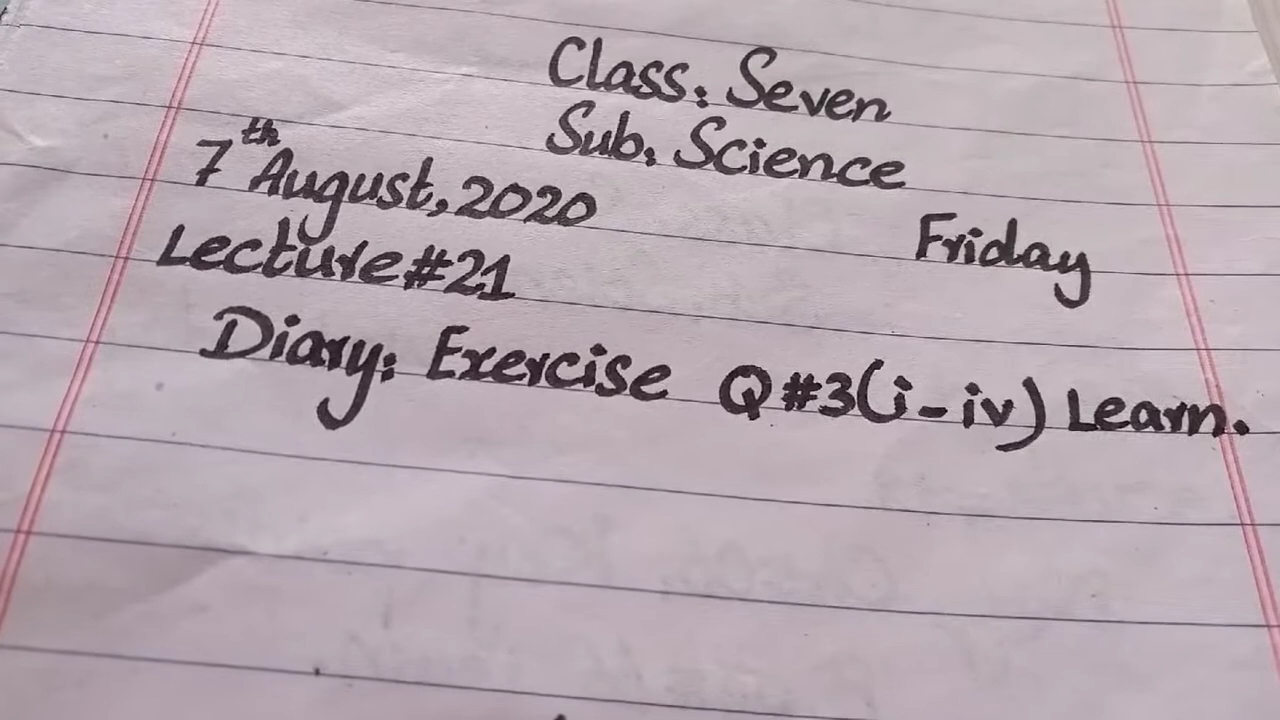 Class: Seven
Sub: Science
7th August, 2020 Friday
Lecture #21
Diary: Exercise Q#3(i-iv) Learn.